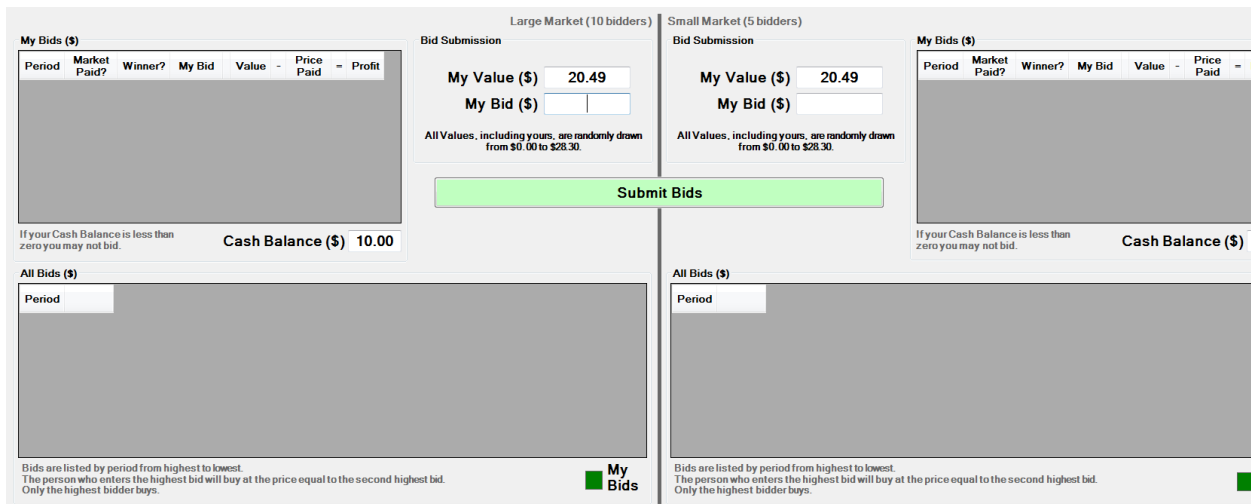 Large Market (10 bidders)
Small Market (5 bidders)
My Bids ($)
Period Market Paid? Winner? My Bid Value - Price Paid = Profit
Bid Submission
My Value ($) 20.49
My Bid ($)
All Values, including yours, are randomly drawn
from $0.00 to $28.30.
Bid Submission
My Value ($) 20.49
My Bid ($)
All Values, including yours, are randomly drawn
from $0.00 to $28.30.
My Bids ($)
Period Market Paid? Winner? My Bid Value - Price Paid =
Submit Bids
If your Cash Balance is less than
zero you may not bid.
Cash Balance ($) 10.00
If your Cash Balance is less than
zero you may not bid.
Cash Balance ($)
All Bids ($)
Period
All Bids ($)
Period
Bids are listed by period from highest to lowest.
The person who enters the highest bid will buy at the price equal to the second highest bid.
Only the highest bidder buys.
My
Bids
Bids are listed by period from highest to lowest.
The person who enters the highest bid will buy at the price equal to the second highest bid.
Only the highest bidder buys.